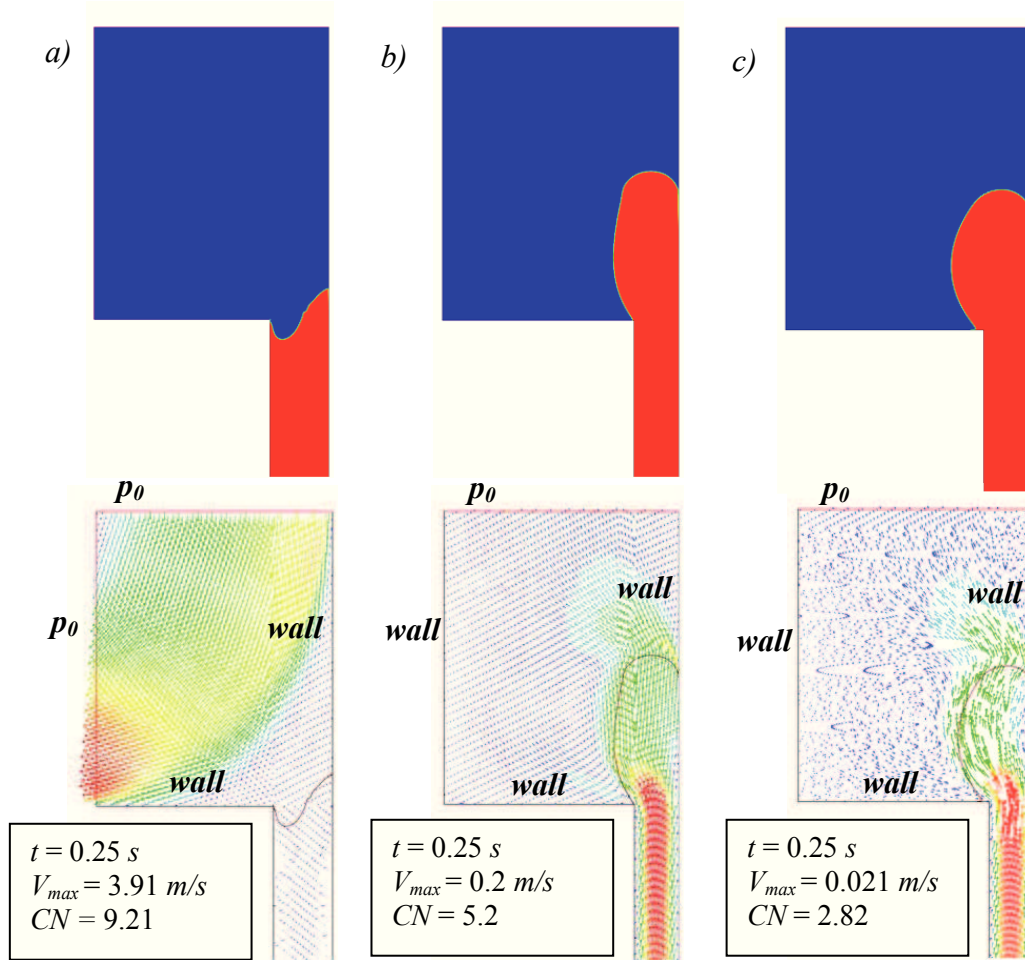 a)
b)
c)
p0
p0
p0
p0
wall
wall
wall
wall
wall
wall
wall
wall
t = 0.25 s
Vmax = 3.91 m/s
CN = 9.21
t = 0.25 s
Vmax = 0.2 m/s
CN = 5.2
t = 0.25 s
Vmax = 0.021 m/s
CN = 2.82